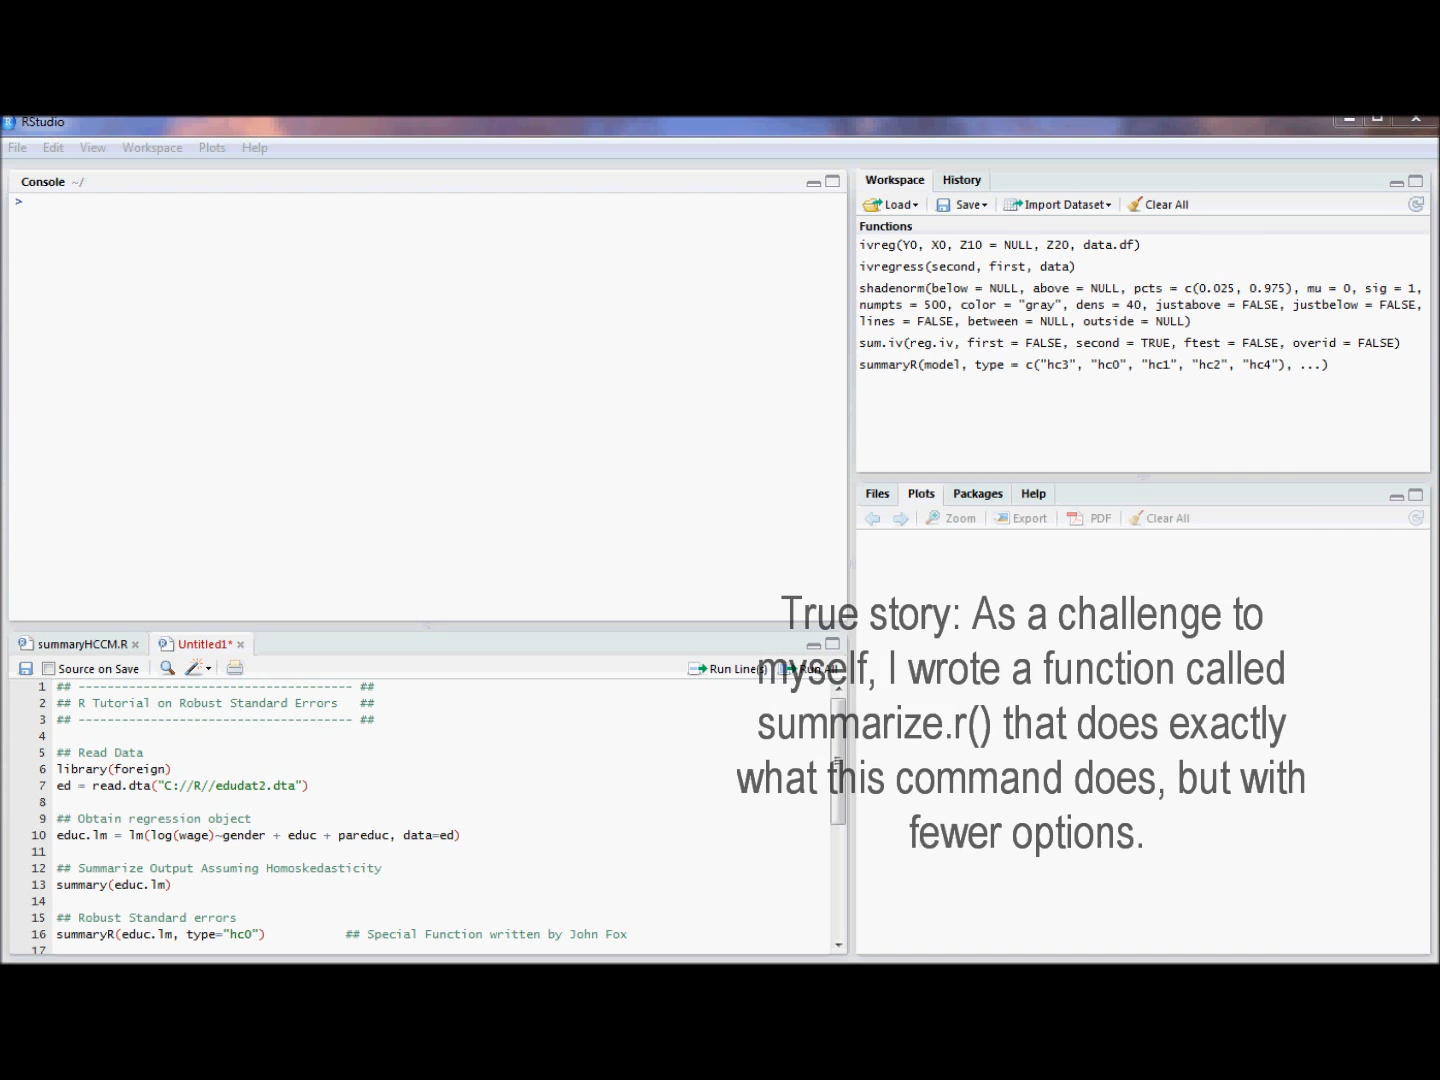 RStudio
File Edit View Workspace Plots Help
Console ~/
>
Workspace History
Load Save Import Dataset Clear All
Functions
ivreg(Y0, X0, Z10 = NULL, Z20, data.df)
ivregress(second, first, data)
shadenorm(below = NULL, above = NULL, pcts = c(0.025, 0.975), mu = 0, sig = 1,
numpts = 500, color = "gray", dens = 40, justabove = FALSE, justbelow = FALSE,
lines = FALSE, between = NULL, outside = NULL)
sum.iv(reg.iv, first = FALSE, second = TRUE, ftest = FALSE, overid = FALSE)
summaryR(model, type = c("hc3", "hc0", "hc1", "hc2", "hc4"), ...)
Files Plots Packages Help
Zoom Export PDF Clear All
True story: As a challenge to
myself, I wrote a function called
summarize.r() that does exactly
what this command does, but with
fewer options.
summaryHCCM.R Untitled1*
Source on Save Run Line(s) Run All
1 ## -------------------------------------- ##
2 ## R Tutorial on Robust Standard Errors ##
3 ## -------------------------------------- ##
4
5 ## Read Data
6 library(foreign)
7 ed = read.dta("C://R//edudat2.dta")
8
9 ## Obtain regression object
10 educ.lm = lm(log(wage)~gender + educ + pareduc, data=ed)
11
12 ## Summarize Output Assuming Homoskedasticity
13 summary(educ.lm)
14
15 ## Robust Standard errors
16 summaryR(educ.lm, type="hc0") ## Special Function written by John Fox
17